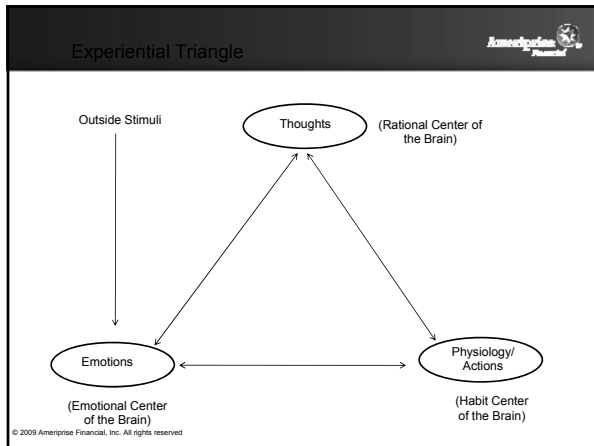 Experiential Triangle
Ameriprise
Financial
Outside Stimuli
Thoughts
(Rational Center of
the Brain)
Emotions
Physiology/
Actions
(Emotional Center
of the Brain)
(Habit Center
of the Brain)
© 2009 Ameriprise Financial, Inc. All rights reserved